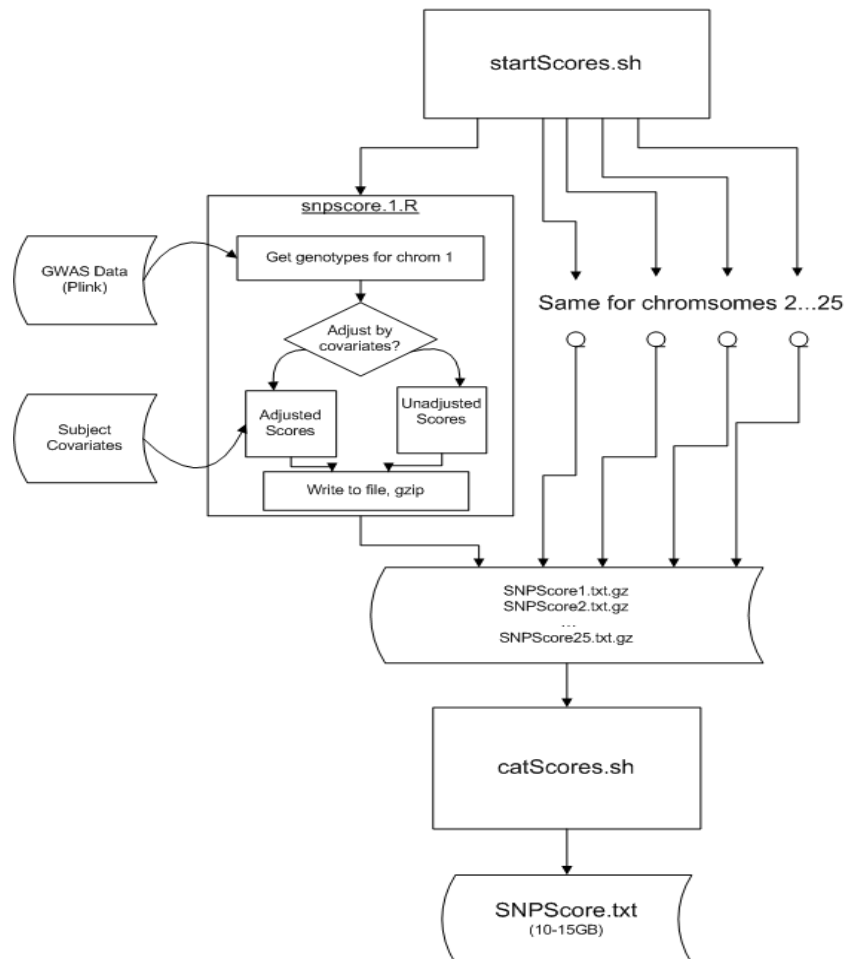 startScores.sh
snpscore.1.R
GWAS Data
(Plink)
Get genotypes for chrom 1
Same for chromsomes 2...25
Adjust by
covariates?
Subject
Covariates
Adjusted
Scores
Unadjusted
Scores
Write to file, gzip
SNPScore1.txt.gz
SNPScore2.txt.gz
...
SNPScore25.txt.gz
catScores.sh
SNPScore.txt
(10-15GB)